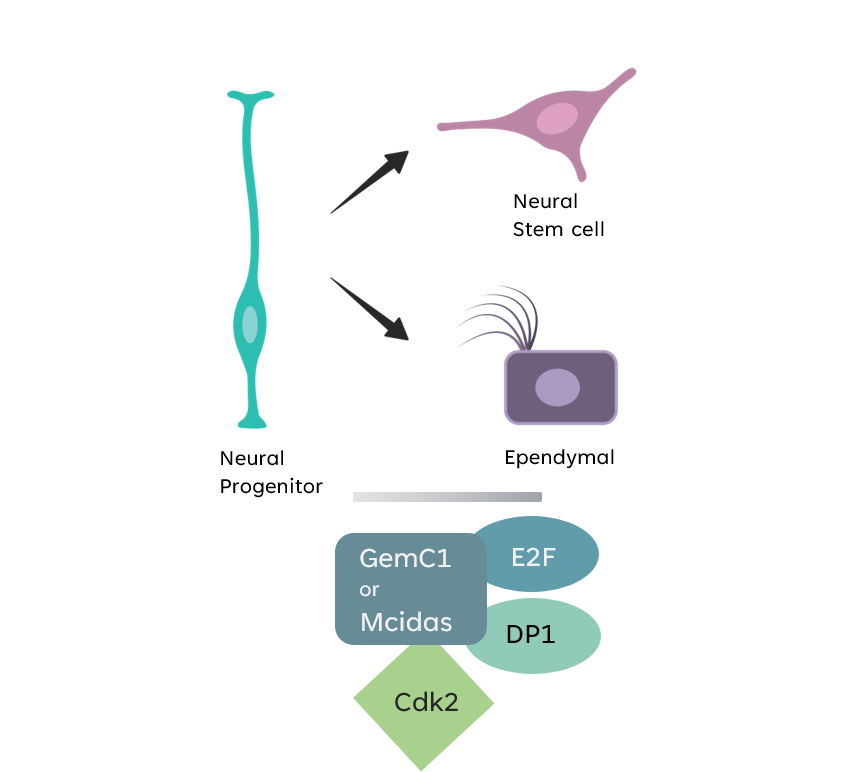 Neural
Stem cell
Neural
Progenitor
Ependymal
GemC1
or
Mcidas
E2F
DP1
Cdk2